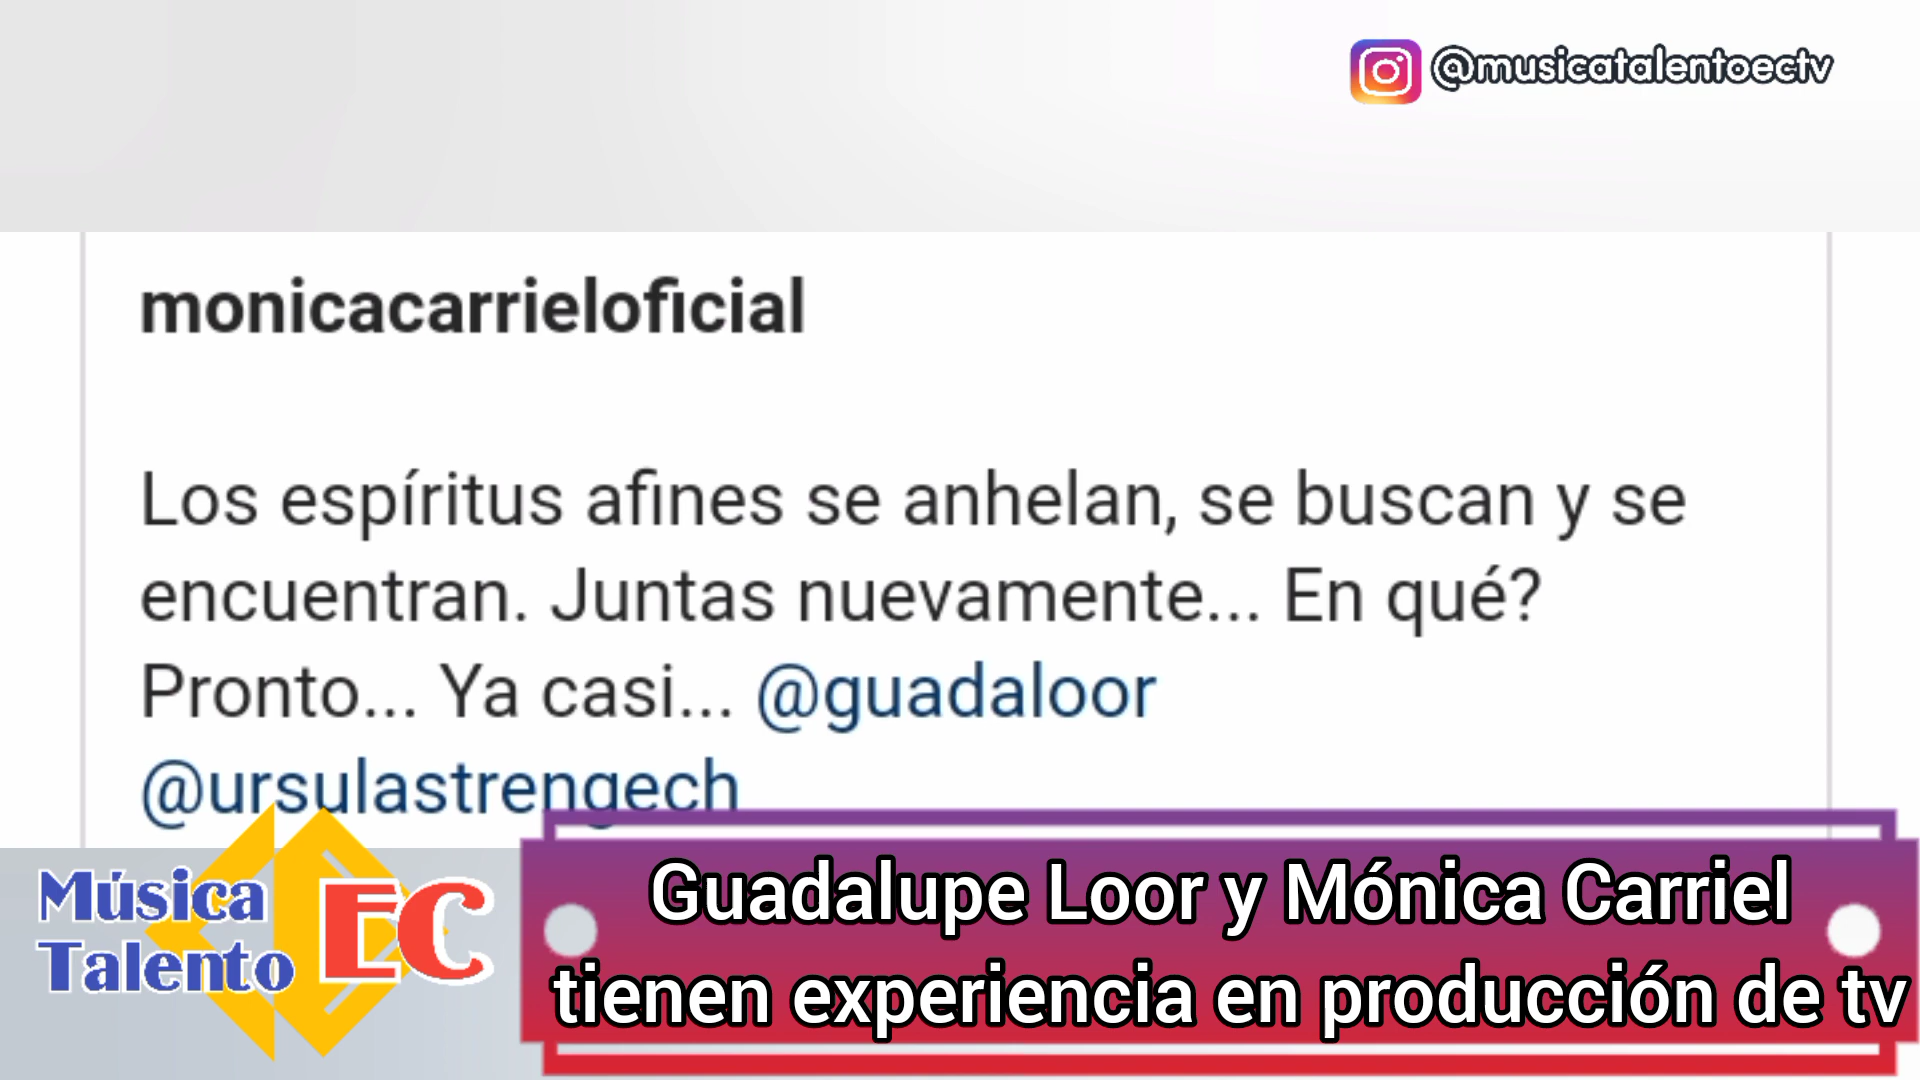 @musicatalentoectv
monicacarrieloficial
Los espíritus afines se anhelan, se buscan y se
encuentran. Juntas nuevamente... En qué?
Pronto... Ya casi... @guadaloor
@ursulastrengech
Música
Talento
EC
Guadalupe Loor y Mónica Carriel
tienen experiencia en producción de tv